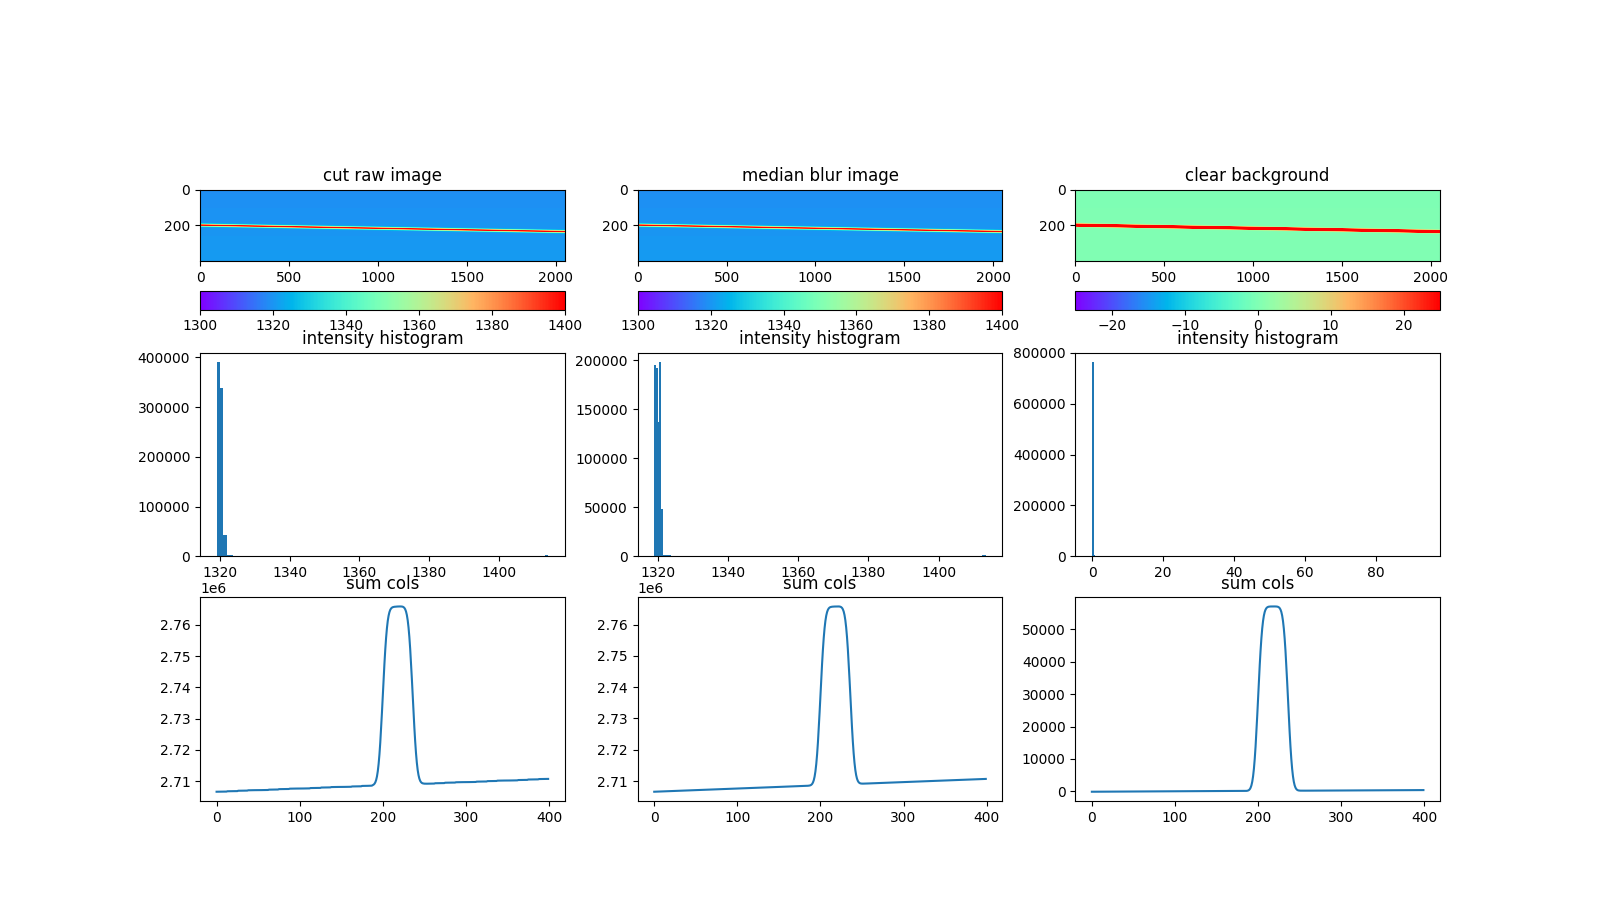 cut raw image median blur image clear background
0 0 0
200 200 200
0 500 1000 1500 2000 0 500 1000 1500 2000 0 500 1000 1500 2000
1300 1320 1340 1360 1380 1400 1300 1320 1340 1360 1380 1400 −20 −10 0 10 20
intensity histogram intensity histogram intensity histogram
400000 200000 800000
300000 150000 600000
200000 100000 400000
100000 50000 200000
0 0 0
1320 1340 1360 1380 1400 1320 1340 1360 1380 1400 0 20 40 60 80
1e6 sum cols 1e6 sum cols sum cols
2.76 2.76 50000
2.75 2.75 40000
2.74 2.74 30000
2.73 2.73 20000
2.72 2.72 10000
2.71 2.71 0
0 100 200 300 400 0 100 200 300 400 0 100 200 300 400